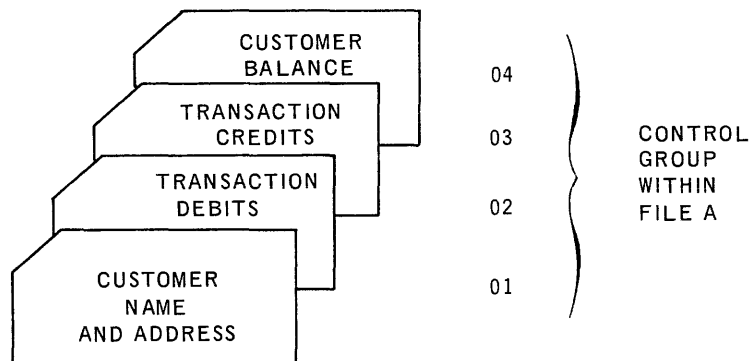 CUSTOMER
BALANCE
04
TRANSACTION
CREDITS
03
TRANSACTION
DEBITS
02
CUSTOMER
NAME
AND ADDRESS
01
CONTROL
GROUP
WITHIN
FILE A